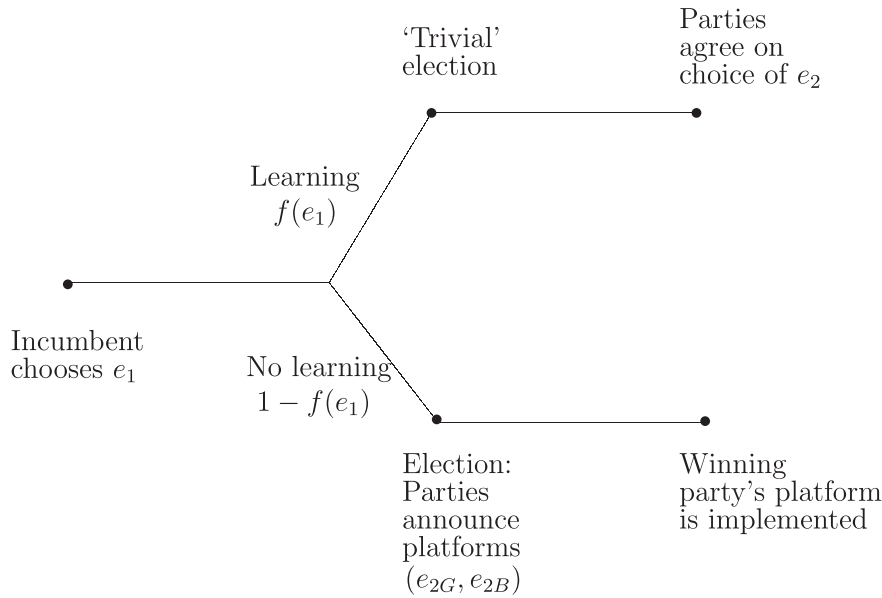 ‘Trivial’
election
Parties
agree on
choice of e₂
Learning
f(e₁)
Incumbent
chooses e₁
No learning
1 − f(e₁)
Election:
Parties
announce
platforms
(e₂G, e₂B)
Winning
party’s platform
is implemented